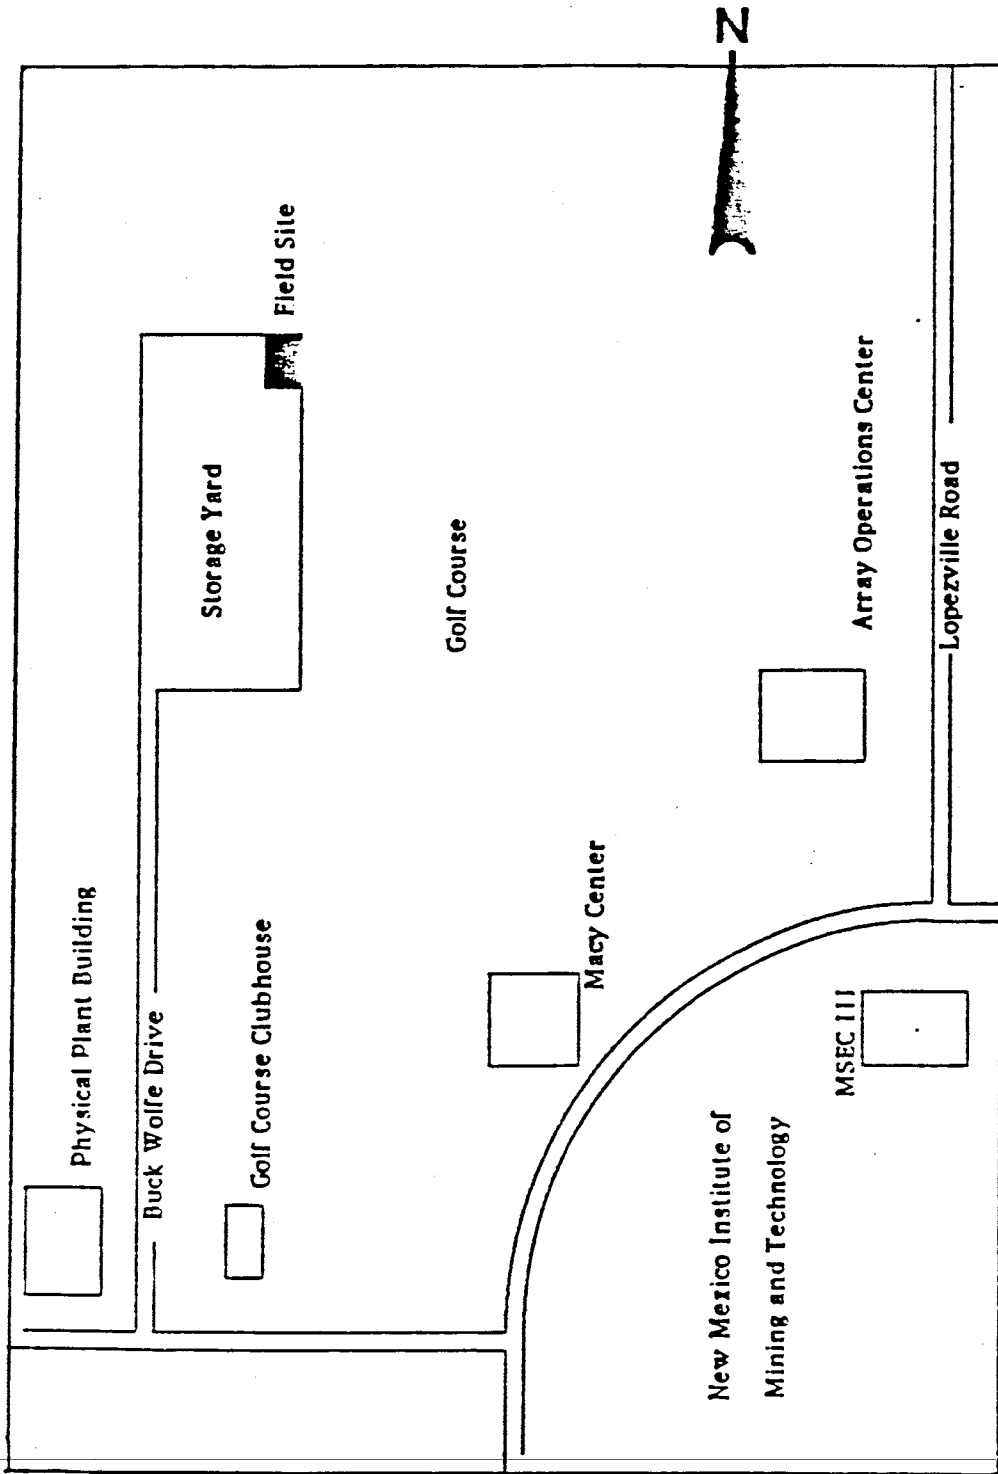 Physical Plant Building
Buck Wolfe Drive
Golf Course Clubhouse
Storage Yard
Field Site
Golf Course
Macy Center
Array Operations Center
Lopezville Road
MSEC III
New Mexico Institute of
Mining and Technology
N